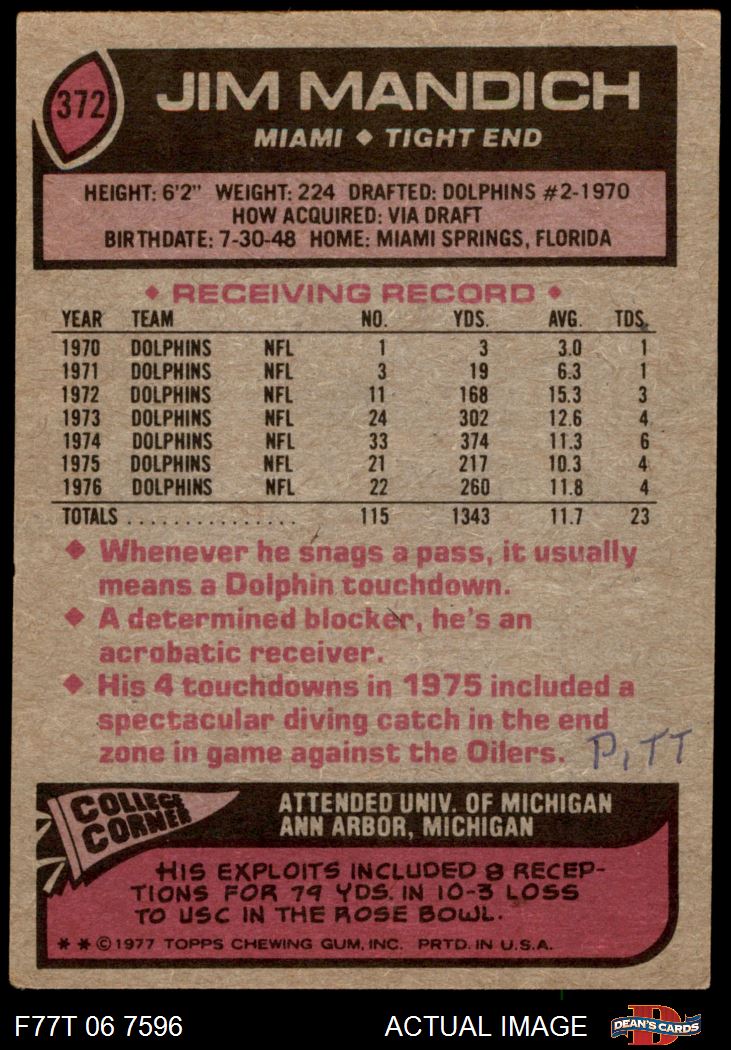 372
JIM MANDICH
MIAMI ◆ TIGHT END
HEIGHT: 6'2" WEIGHT: 224 DRAFTED: DOLPHINS #2-1970
HOW ACQUIRED: VIA DRAFT
BIRTHDATE: 7-30-48 HOME: MIAMI SPRINGS, FLORIDA
◆ RECEIVING RECORD ◆
YEAR TEAM NO. YDS. AVG. TDS.
1970 DOLPHINS NFL 1 3 3.0 1
1971 DOLPHINS NFL 3 19 6.3 1
1972 DOLPHINS NFL 11 168 15.3 3
1973 DOLPHINS NFL 24 302 12.6 4
1974 DOLPHINS NFL 33 374 11.3 6
1975 DOLPHINS NFL 21 217 10.3 4
1976 DOLPHINS NFL 22 260 11.8 4
TOTALS ............... 115 1343 11.7 23
◆ Whenever he snags a pass, it usually
means a Dolphin touchdown.
◆ A determined blocker, he's an
acrobatic receiver.
◆ His 4 touchdowns in 1975 included a
spectacular diving catch in the end
zone in game against the Oilers.
PITT
COLLEGE
CORNER
ATTENDED UNIV. OF MICHIGAN
ANN ARBOR, MICHIGAN
HIS EXPLOITS INCLUDED 8 RECEP-
TIONS FOR 79 YDS. IN 10-3 LOSS
TO USC IN THE ROSE BOWL.
* * © 1977 TOPPS CHEWING GUM, INC. PRTD. IN U.S.A.
F77T 06 7596
ACTUAL IMAGE
D
DEAN'S CARDS